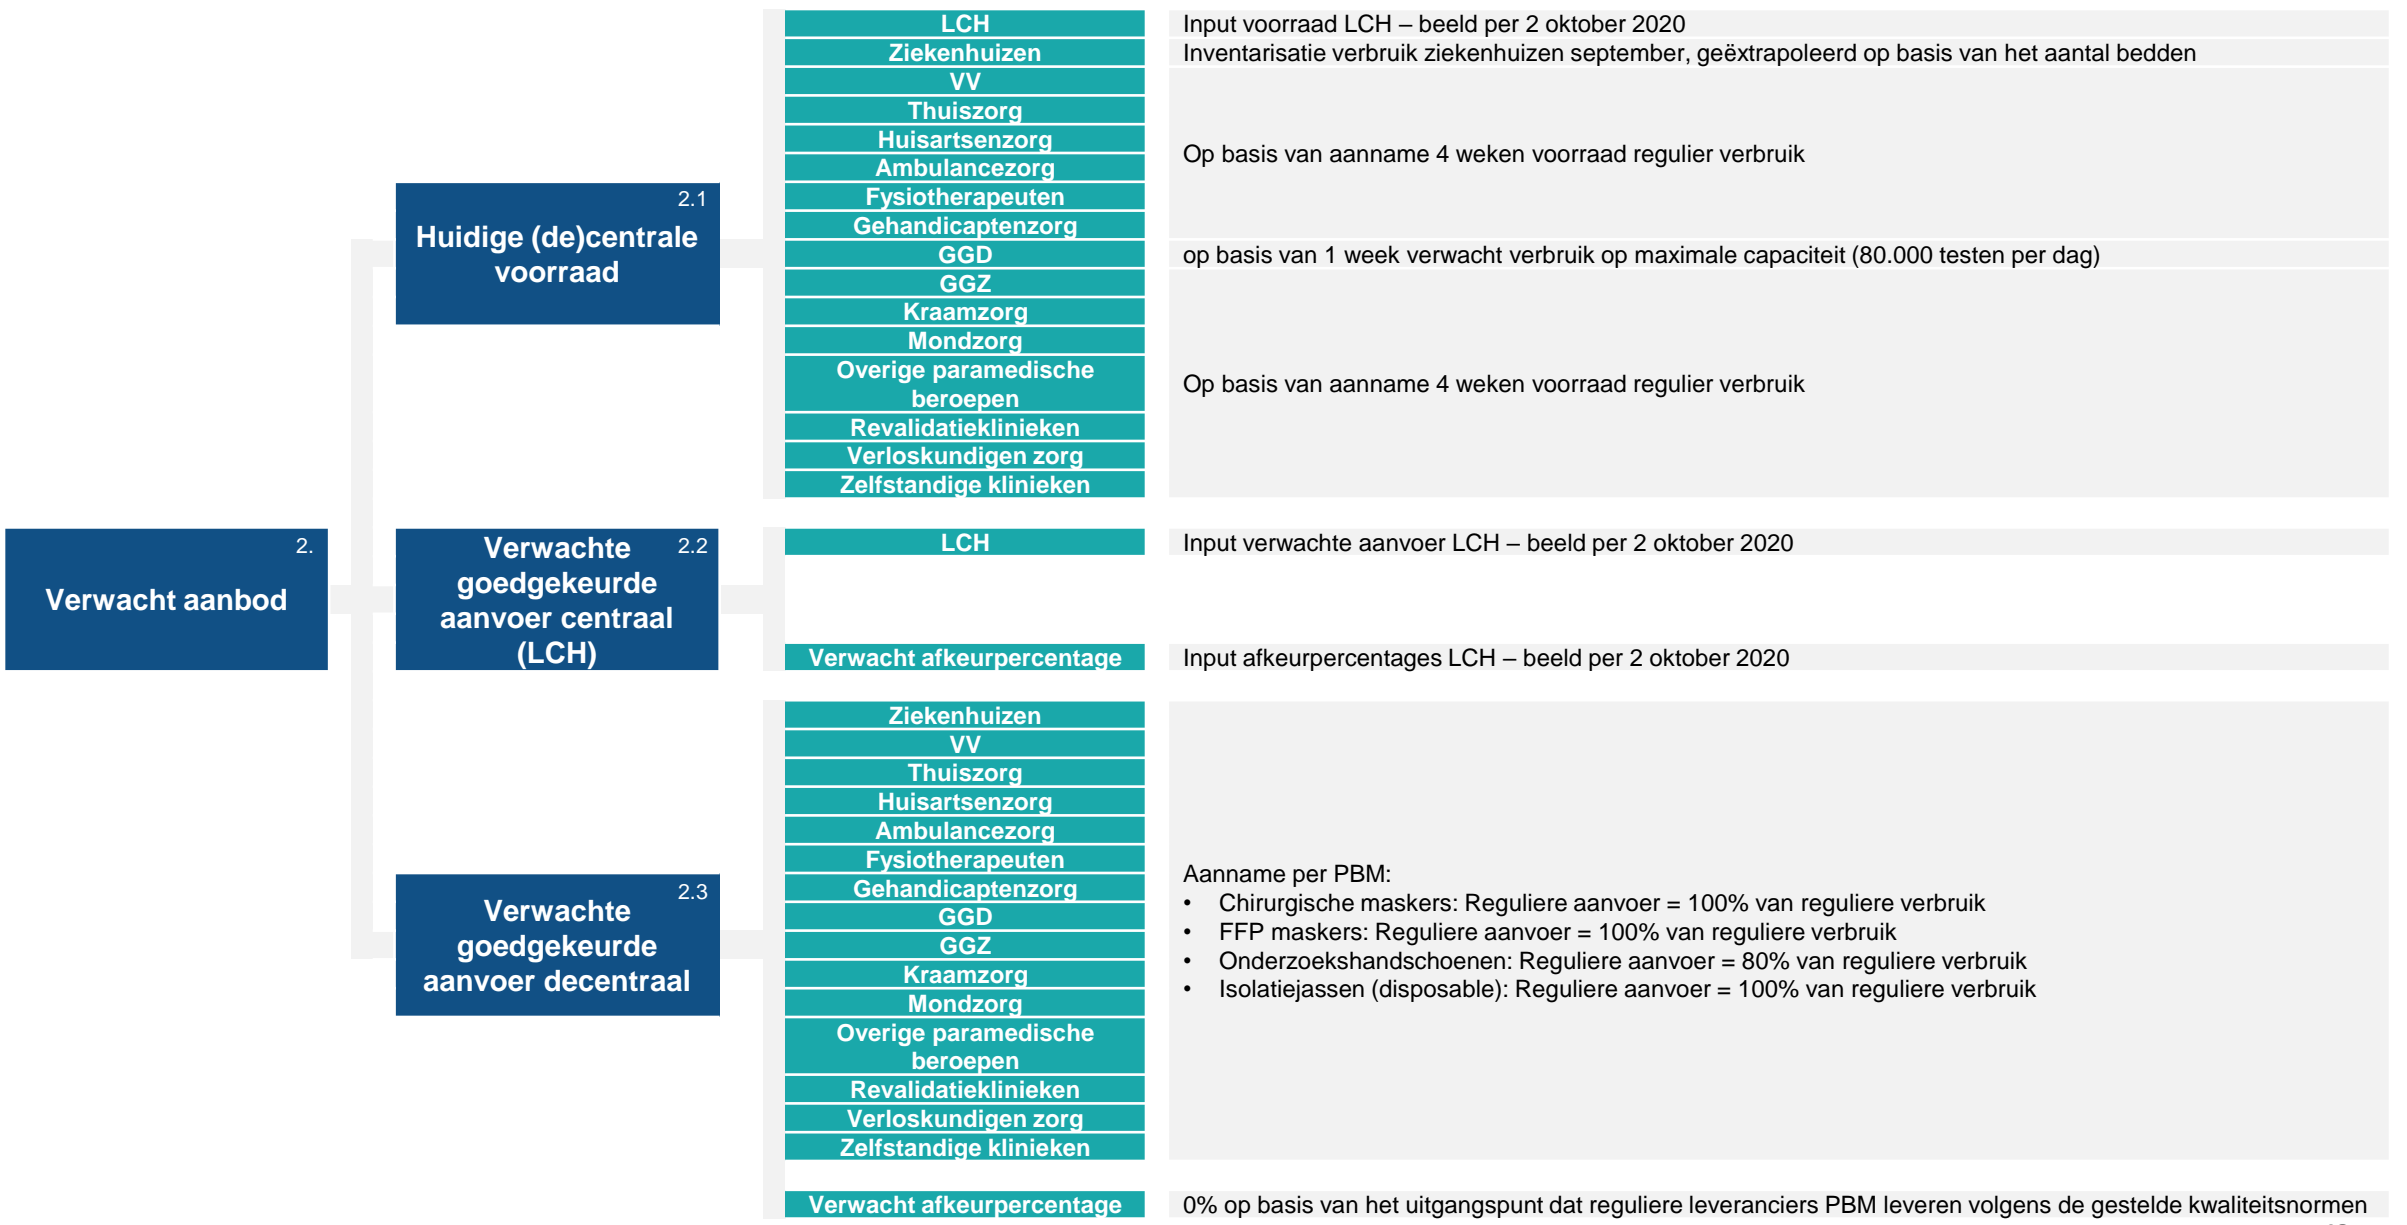 2.
Verwacht aanbod
2.1
Huidige (de)centrale
voorraad
LCH
Input voorraad LCH – beeld per 2 oktober 2020
Ziekenhuizen
Inventarisatie verbruik ziekenhuizen september, geëxtrapoleerd op basis van het aantal bedden
VV
Thuiszorg
Huisartsenzorg
Ambulancezorg
Fysiotherapeuten
Gehandicaptenzorg
Op basis van aanname 4 weken voorraad regulier verbruik
GGD
op basis van 1 week verwacht verbruik op maximale capaciteit (80.000 testen per dag)
GGZ
Kraamzorg
Mondzorg
Overige paramedische
beroepen
Revalidatieklinieken
Verloskundigen zorg
Zelfstandige klinieken
Op basis van aanname 4 weken voorraad regulier verbruik
2.2
Verwachte
goedgekeurde
aanvoer centraal
(LCH)
LCH
Input verwachte aanvoer LCH – beeld per 2 oktober 2020
Verwacht afkeurpercentage
Input afkeurpercentages LCH – beeld per 2 oktober 2020
2.3
Verwachte
goedgekeurde
aanvoer decentraal
Ziekenhuizen
VV
Thuiszorg
Huisartsenzorg
Ambulancezorg
Fysiotherapeuten
Gehandicaptenzorg
GGD
GGZ
Kraamzorg
Mondzorg
Overige paramedische
beroepen
Revalidatieklinieken
Verloskundigen zorg
Zelfstandige klinieken
Aanname per PBM:
• Chirurgische maskers: Reguliere aanvoer = 100% van reguliere verbruik
• FFP maskers: Reguliere aanvoer = 100% van reguliere verbruik
• Onderzoekshandschoenen: Reguliere aanvoer = 80% van reguliere verbruik
• Isolatiejassen (disposable): Reguliere aanvoer = 100% van reguliere verbruik
Verwacht afkeurpercentage
0% op basis van het uitgangspunt dat reguliere leveranciers PBM leveren volgens de gestelde kwaliteitsnormen